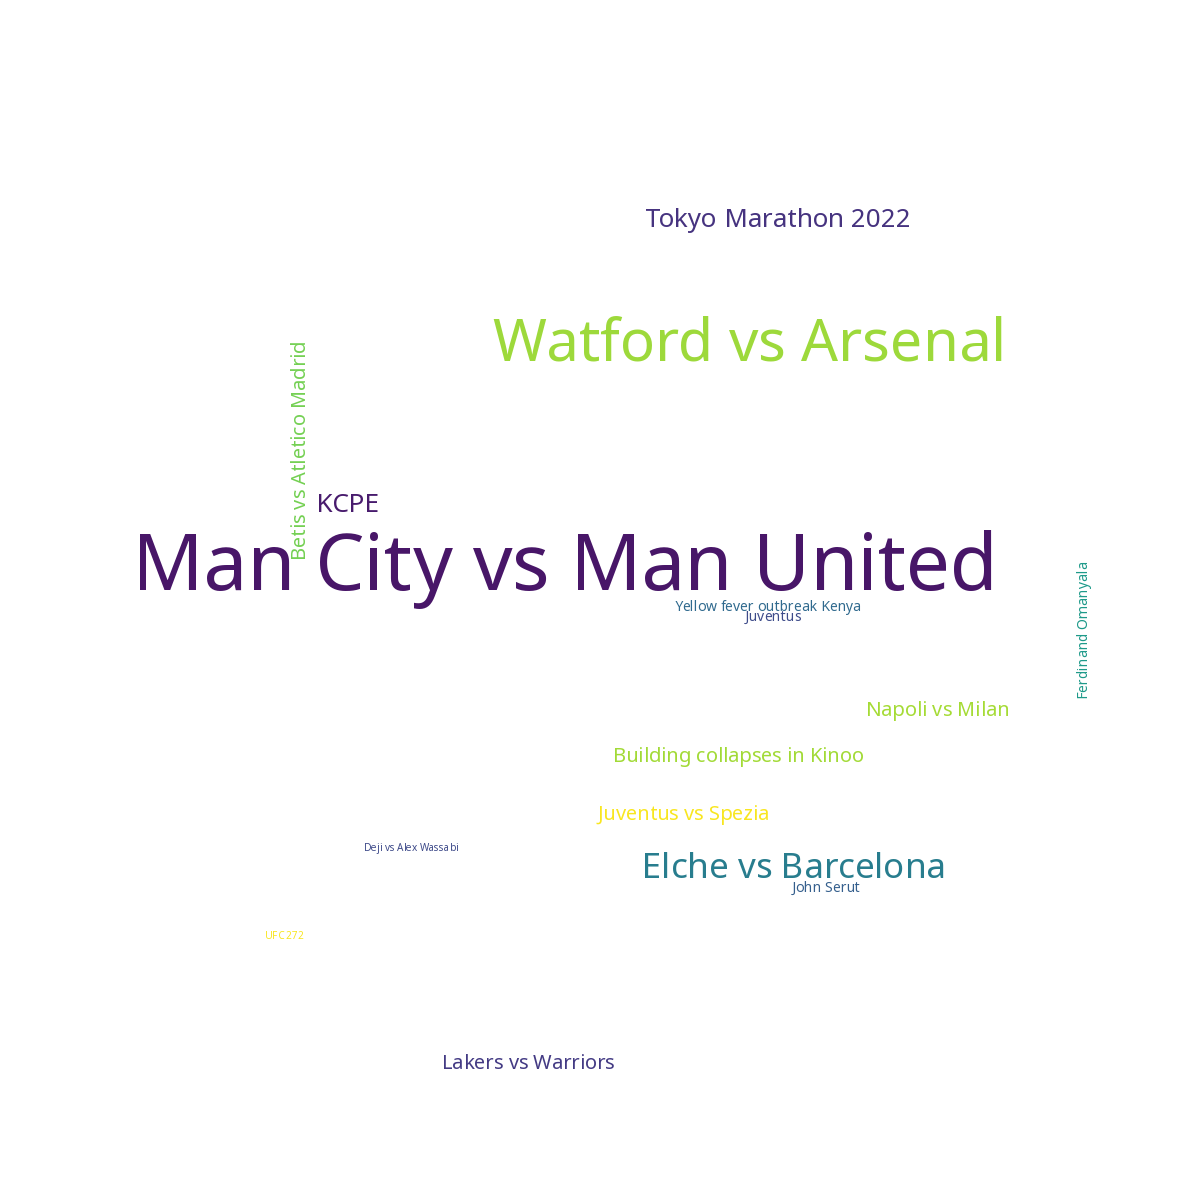 Tokyo Marathon 2022
Watford vs Arsenal
Betis vs Atletico Madrid
KCPE
Man City vs Man United
Yellow fever outbreak Kenya
Juventus
Ferdinand Omanyala
Napoli vs Milan
Building collapses in Kinoo
Juventus vs Spezia
Deji vs Alex Wassabi
Elche vs Barcelona
John Serut
UFC272
Lakers vs Warriors